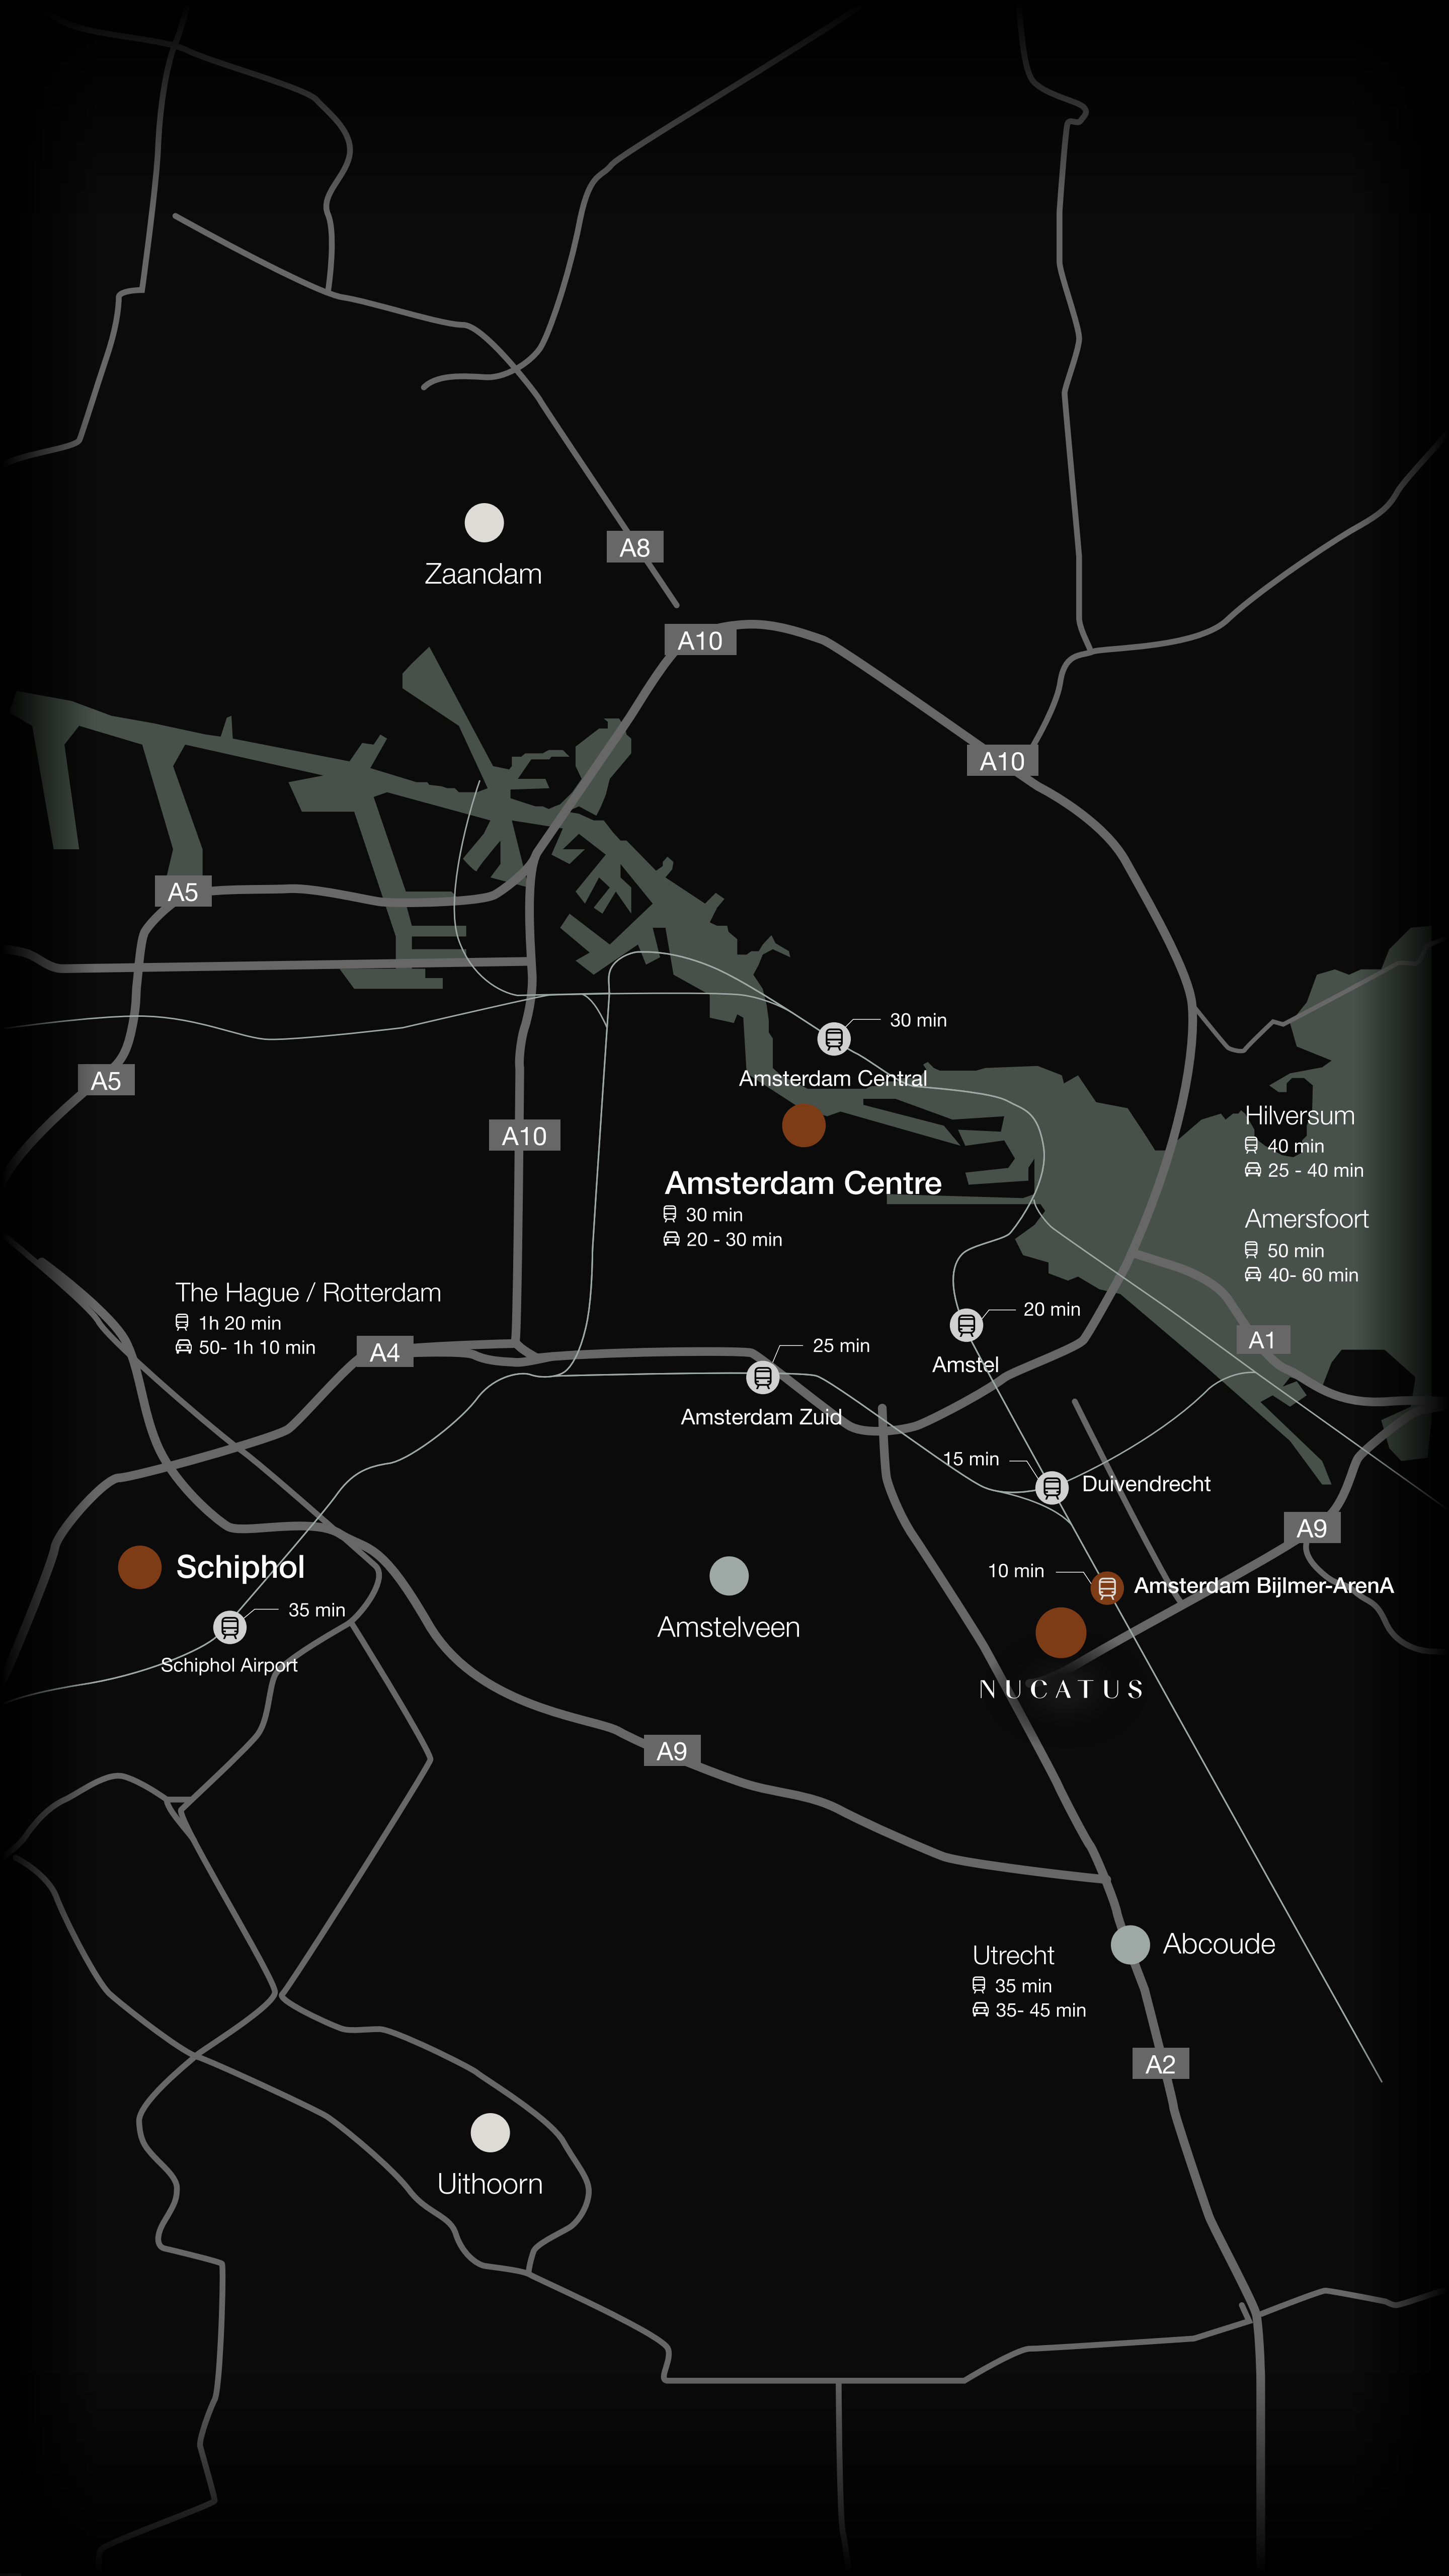 Zaandam
A8
A10
A10
A5
A5
A10
30 min
Amsterdam Central
Amsterdam Centre
30 min
20 - 30 min
Hilversum
40 min
25 - 40 min
Amersfoort
50 min
40- 60 min
The Hague / Rotterdam
1h 20 min
50- 1h 10 min
A4
20 min
Amstel
A1
25 min
Amsterdam Zuid
15 min
Duivendrecht
A9
Schiphol
35 min
Schiphol Airport
Amstelveen
10 min
Amsterdam Bijlmer-ArenA
NUCATUS
A9
Abcoude
Utrecht
35 min
35- 45 min
A2
Uithoorn